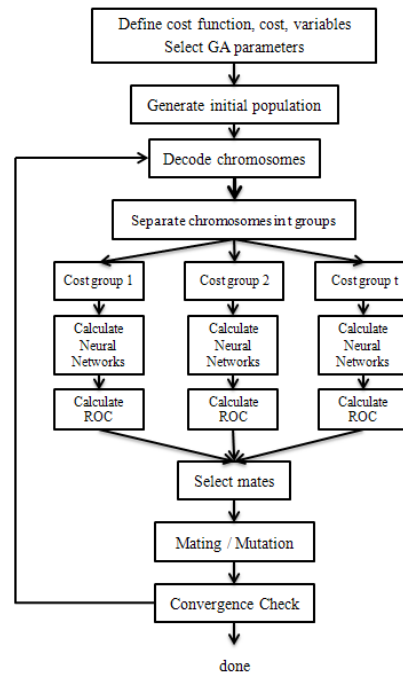 Define cost function, cost, variables
Select GA parameters
Generate initial population
Decode chromosomes
Separate chromosomes in t groups
Cost group 1
Cost group 2
Cost group t
Calculate
Neural
Networks
Calculate
Neural
Networks
Calculate
Neural
Networks
Calculate
ROC
Calculate
ROC
Calculate
ROC
Select mates
Mating / Mutation
Convergence Check
done